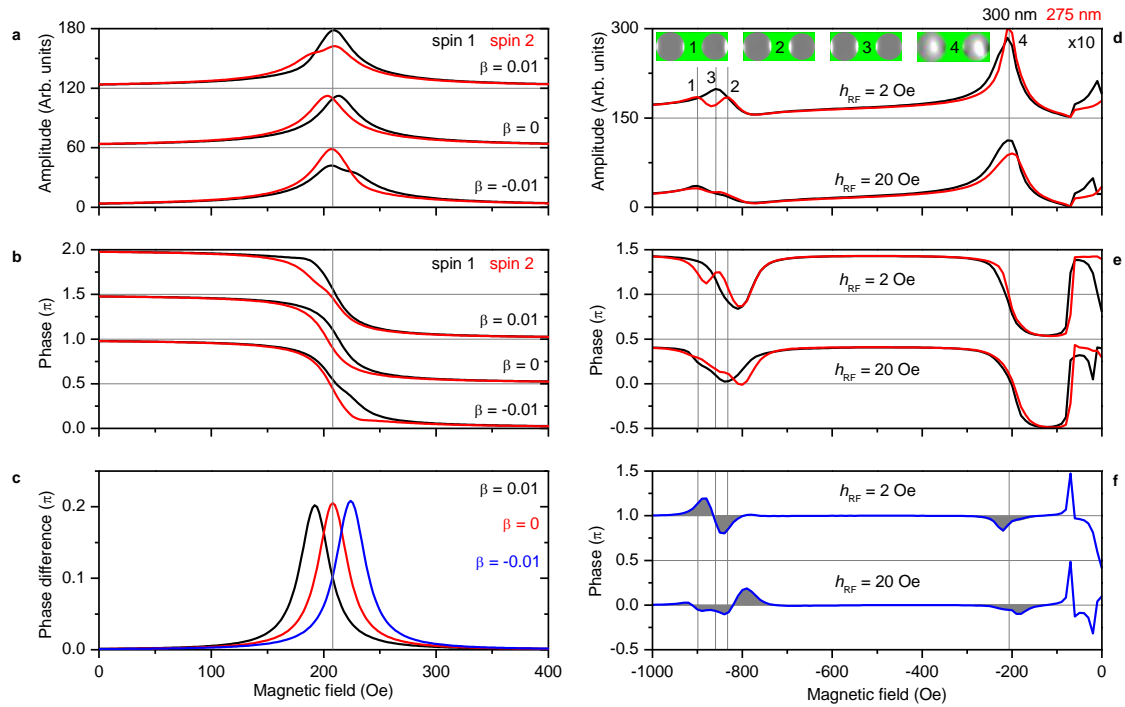 a
180
120
60
0
Amplitude (Arb. units)
spin 1 spin 2
β = 0.01
β = 0
β = -0.01
0 100 200 300 400
b
2.0
1.5
1.0
0.5
0.0
Phase (π)
spin 1 spin 2
β = 0.01
β = 0
β = -0.01
c
0.2
0.1
0.0
Phase difference (π)
β = 0.01
β = 0
β = -0.01
0 100 200 300 400
Magnetic field (Oe)
300 nm 275 nm
d
300
150
0
Amplitude (Arb. units)
1 2 3 4
4
x10
3
1 2
hRF = 2 Oe
hRF = 20 Oe
e
1.5
1.0
0.5
0.0
-0.5
Phase (π)
hRF = 2 Oe
hRF = 20 Oe
f
1.5
1.0
0.5
0.0
-0.5
Phase (π)
hRF = 2 Oe
hRF = 20 Oe
-1000 -800 -600 -400 -200 0
Magnetic field (Oe)